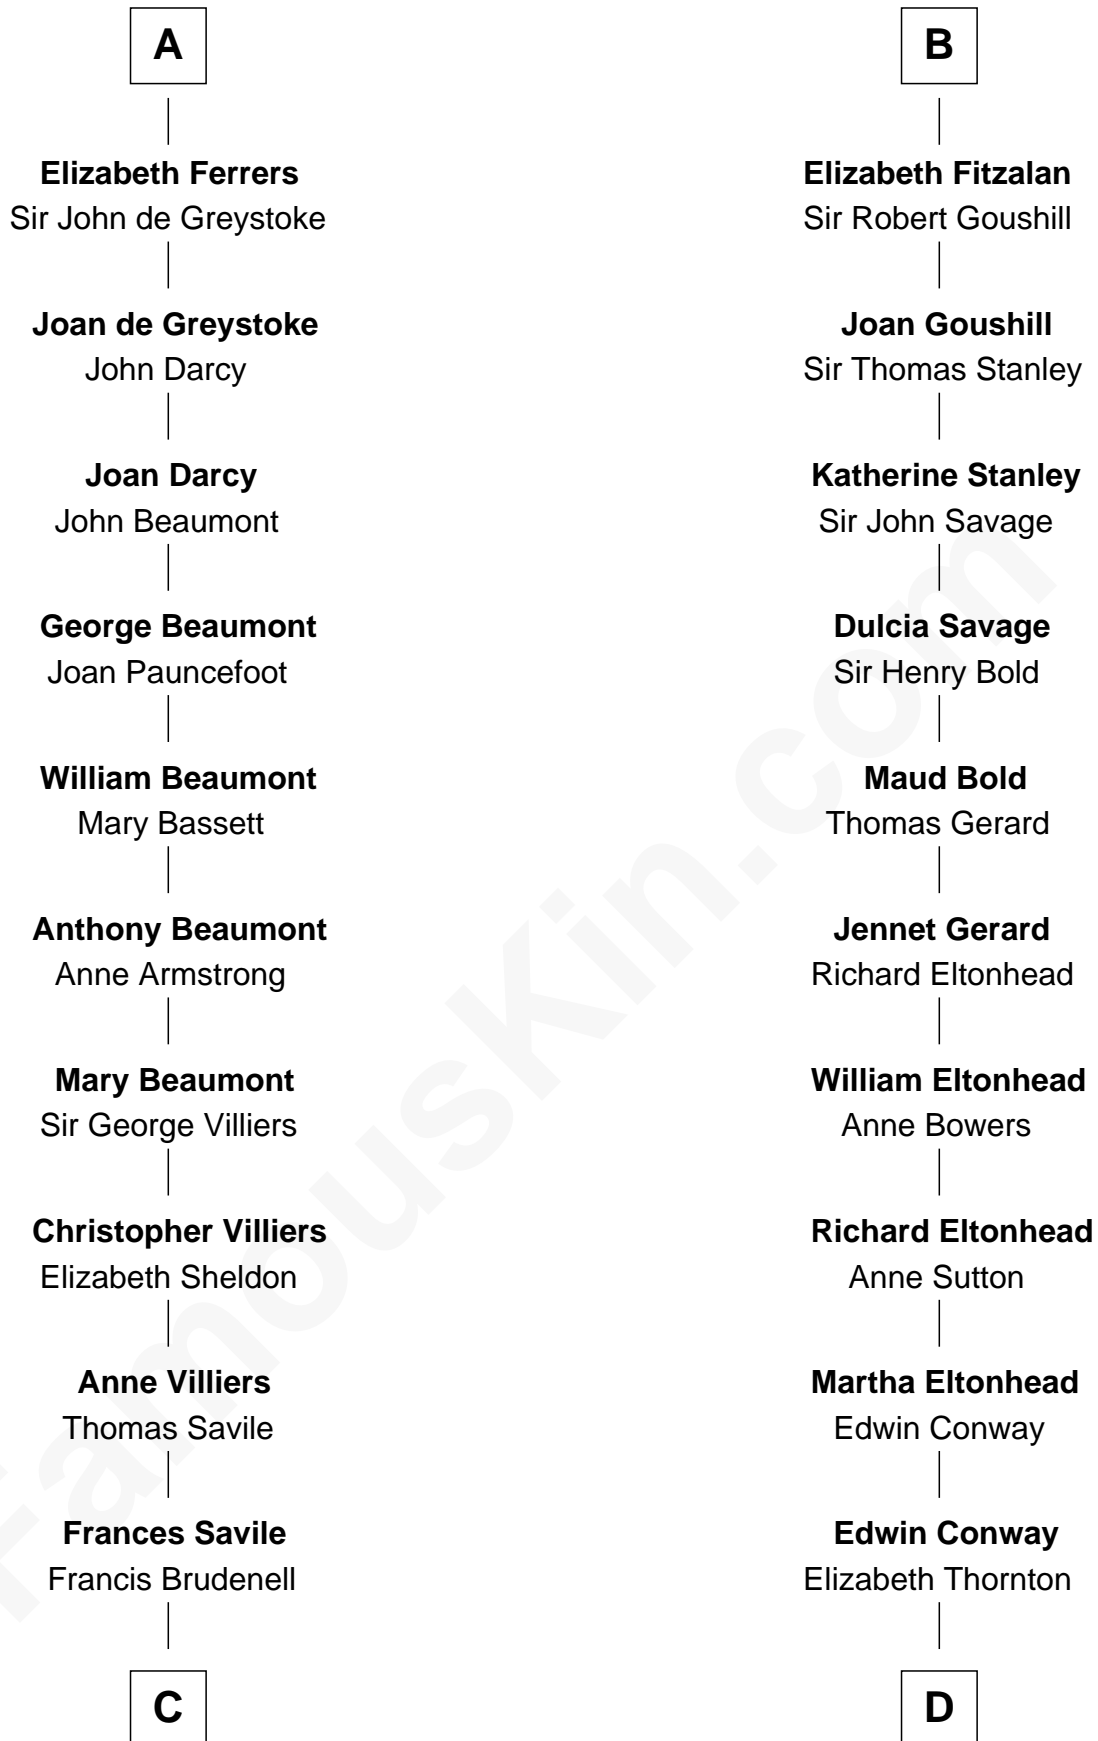 A
Elizabeth Ferrers
Sir John de Greystoke
Joan de Greystoke
John Darcy
Joan Darcy
John Beaumont
George Beaumont
Joan Pauncefoot
William Beaumont
Mary Bassett
Anthony Beaumont
Anne Armstrong
Mary Beaumont
Sir George Villiers
Christopher Villiers
Elizabeth Sheldon
Anne Villiers
Thomas Savile
Frances Savile
Francis Brudenell
C
B
Elizabeth Fitzalan
Sir Robert Goushill
Joan Goushill
Sir Thomas Stanley
Katherine Stanley
Sir John Savage
Dulcia Savage
Sir Henry Bold
Maud Bold
Thomas Gerard
Jennet Gerard
Richard Eltonhead
William Eltonhead
Anne Bowers
Richard Eltonhead
Anne Sutton
Martha Eltonhead
Edwin Conway
Edwin Conway
Elizabeth Thornton
D
FamousKin.com